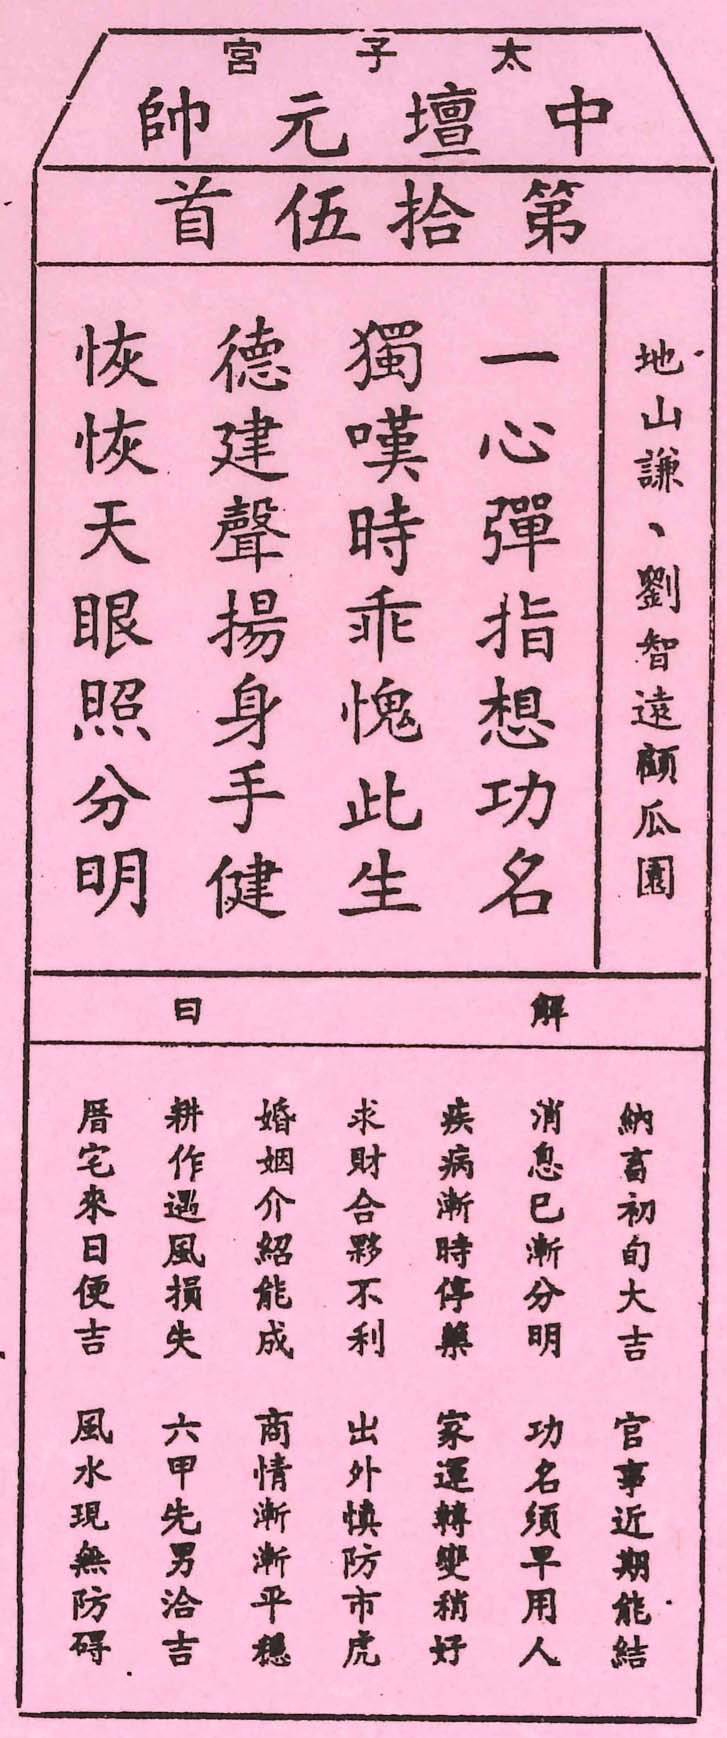 太子宮
中壇元帥
第拾伍首
地山謙、劉智遠顧瓜園
一心彈指想功名
獨嘆時乖愧此生
德建聲揚身手健
恢恢天眼照分明
解曰
納畜初旬大吉　官事近期能結
消息已漸分明　功名須早用人
疾病漸時停藥　家運轉變稍好
求財合夥不利　出外慎防市虎
婚姻介紹能成　商情漸漸平穩
耕作遇風損失　六甲先男洽吉
厝宅來日便吉　風水現無防碍